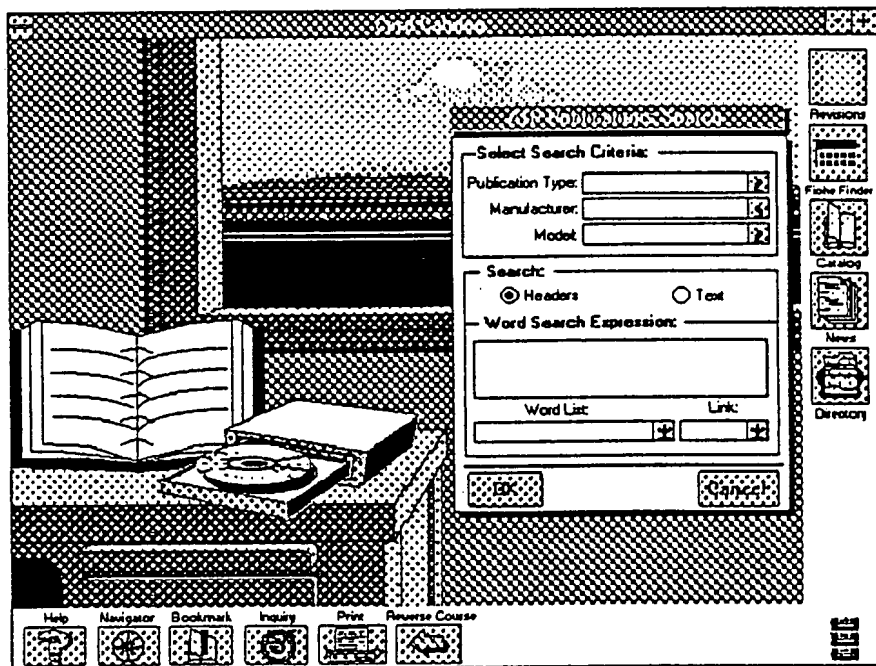 Revisions
Select Search Criteria:
Publication Type:
Manufacturer:
Model:
Fiche Finder
Catalog
Search:
Headers
Text
News
Word Search Expression:
Word List:
Link:
Directory
OK
Cancel
Help Navigator Bookmark Inquiry Print Reverse Course